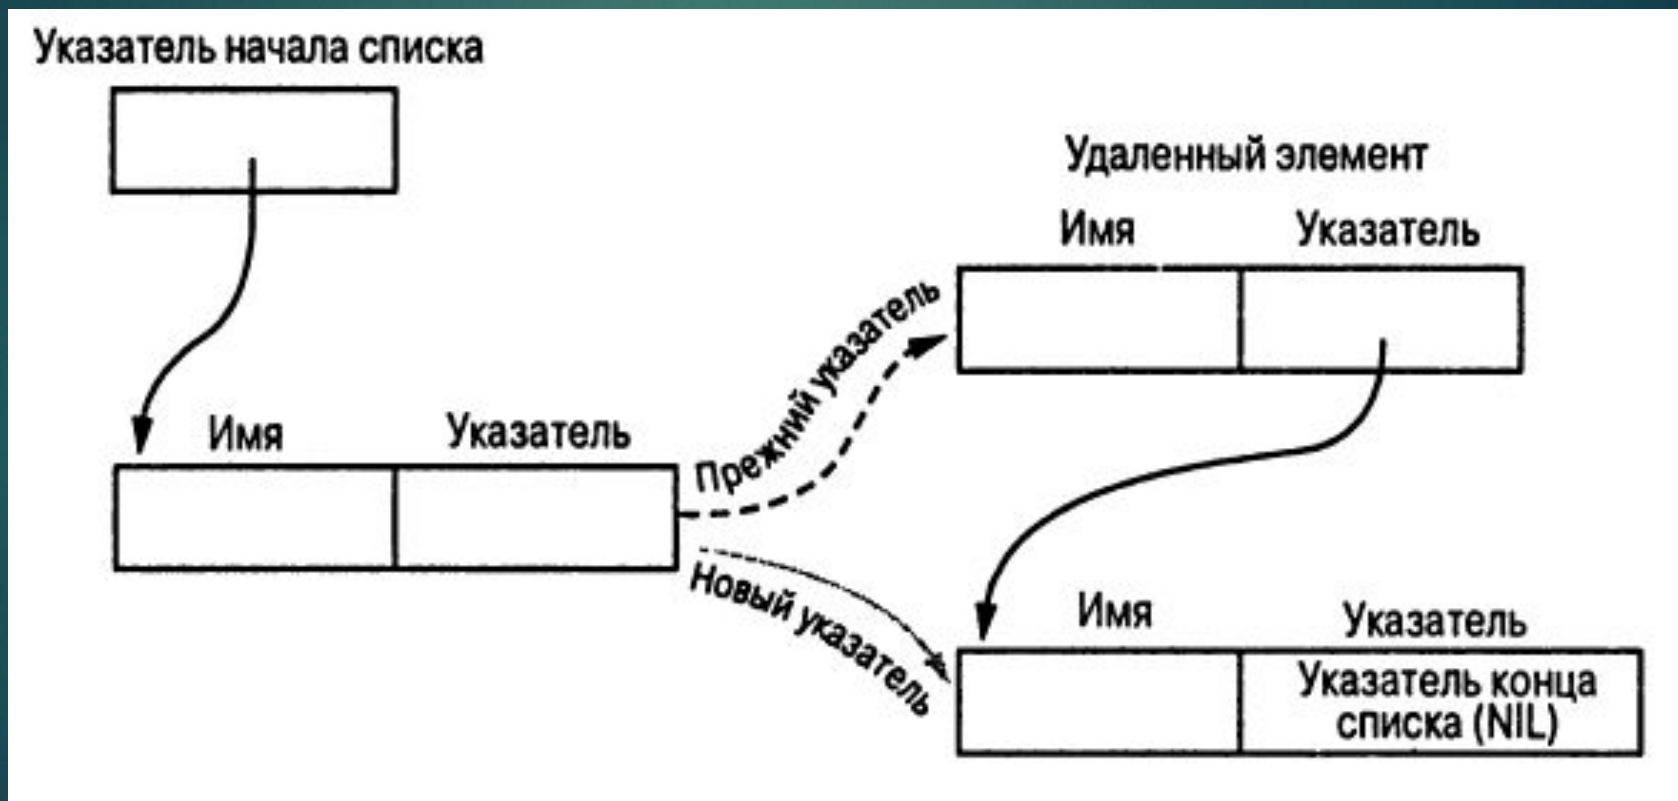 Указатель начала списка
Удаленный элемент
Имя
Указатель
Прежний указатель
Имя
Указатель
Новый указатель
Имя
Указатель
Указатель конца
списка (NIL)